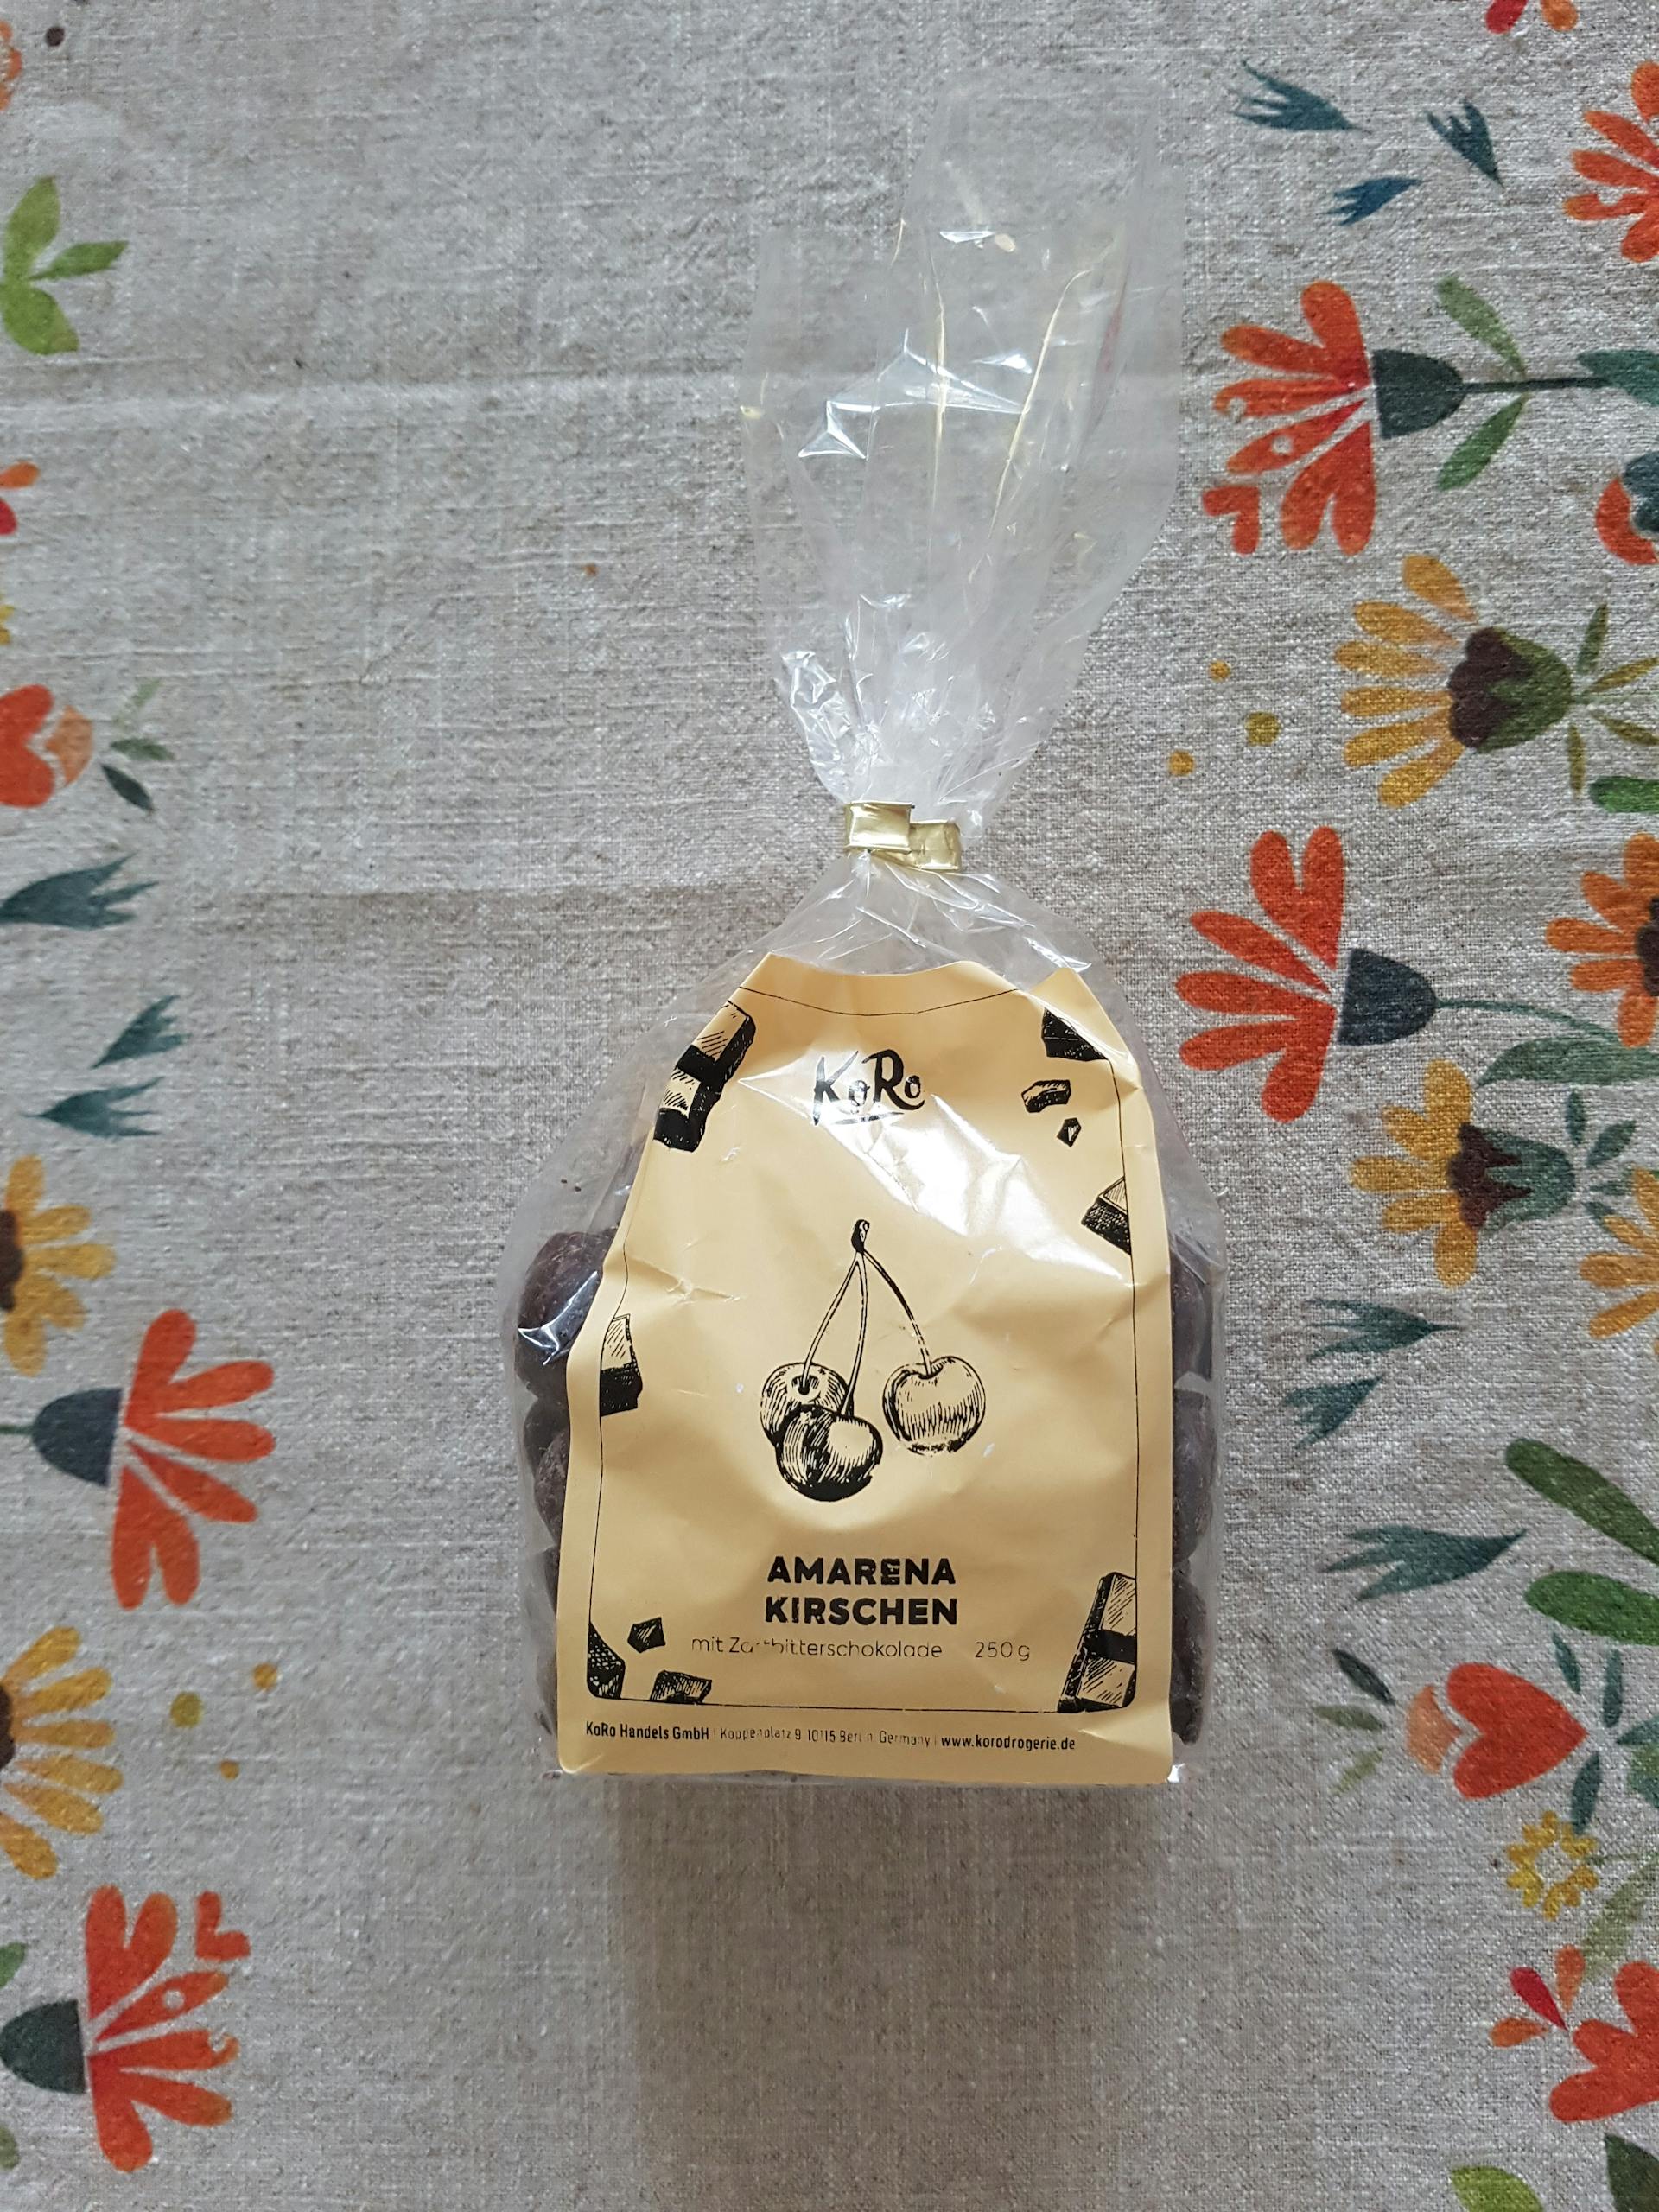 KoRo
AMARENA
KIRSCHEN
mit Zartbitterschokolade 250 g
KoRo Handels GmbH | Koppenplatz 9 10115 Berlin, Germany | www.korodrogerie.de